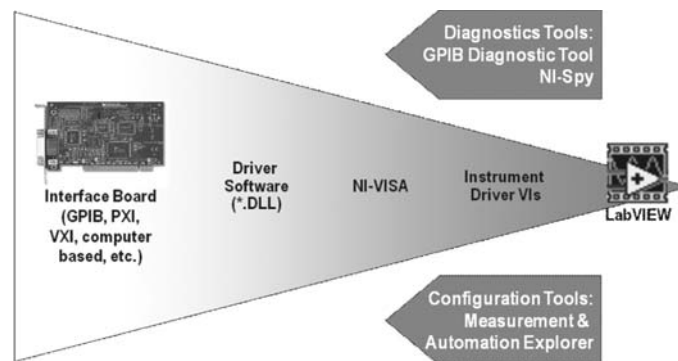 Diagnostics Tools:
GPIB Diagnostic Tool
NI-Spy
Interface Board
(GPIB, PXI,
VXI, computer
based, etc.)
Driver
Software
(*.DLL)
NI-VISA
Instrument
Driver VIs
LabVIEW
Configuration Tools:
Measurement &
Automation Explorer